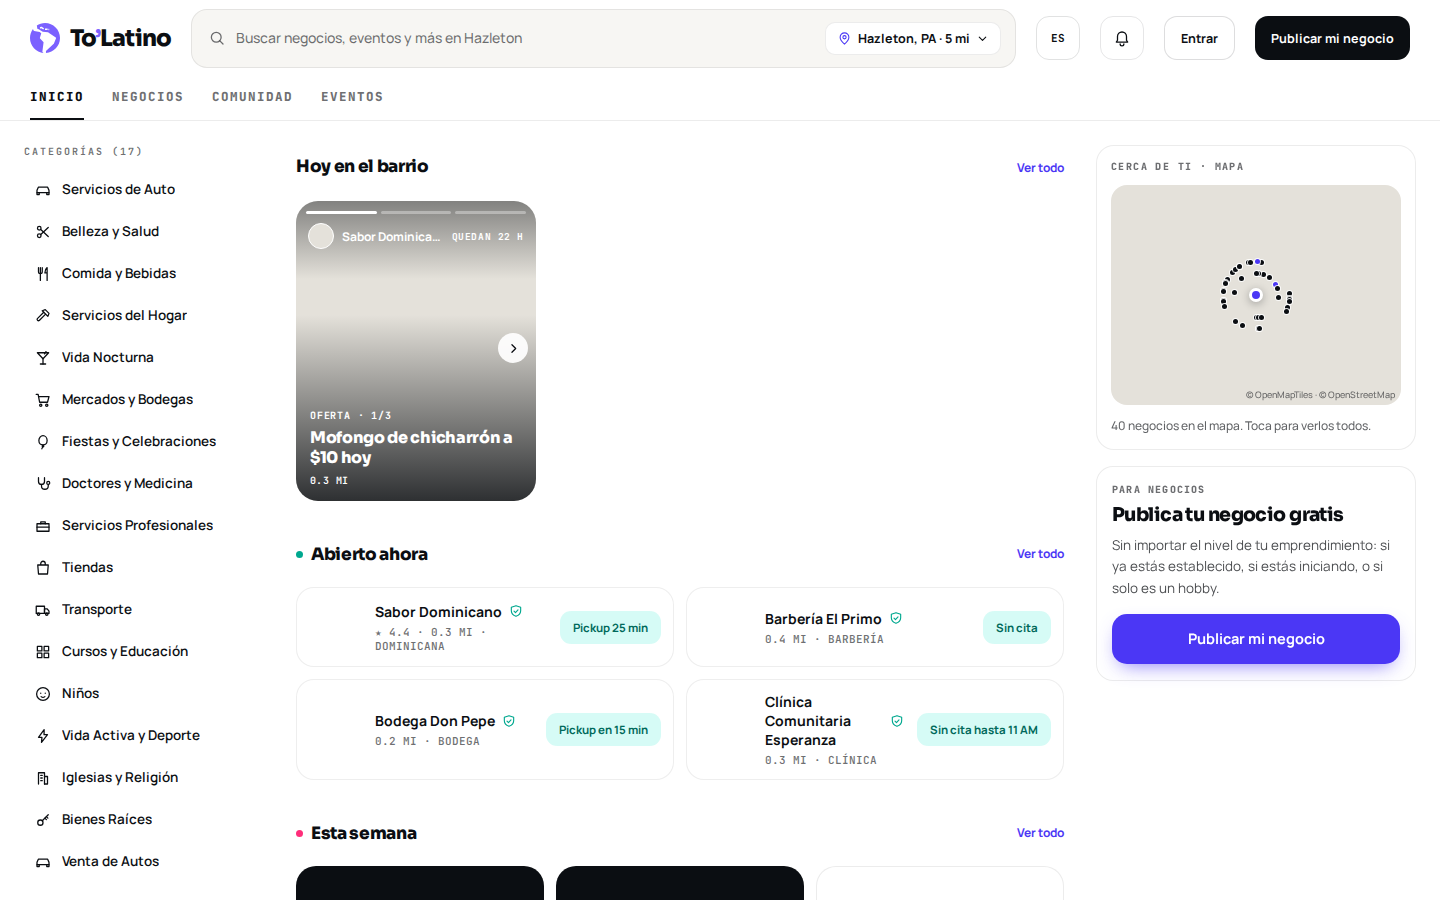 To'Latino
Buscar negocios, eventos y más en Hazleton
Hazleton, PA · 5 mi
ES
Entrar
Publicar mi negocio
INICIO
NEGOCIOS
COMUNIDAD
EVENTOS
CATEGORÍAS (17)
Servicios de Auto
Belleza y Salud
Comida y Bebidas
Servicios del Hogar
Vida Nocturna
Mercados y Bodegas
Fiestas y Celebraciones
Doctores y Medicina
Servicios Profesionales
Tiendas
Transporte
Cursos y Educación
Niños
Vida Activa y Deporte
Iglesias y Religión
Bienes Raíces
Venta de Autos
Hoy en el barrio
Ver todo
Sabor Dominica...
QUEDAN 22 H
OFERTA · 1/3
Mofongo de chicharrón a
$10 hoy
0.3 MI
Abierto ahora
Ver todo
Sabor Dominicano
★ 4.4 · 0.3 MI ·
DOMINICANA
Pickup 25 min
Barbería El Primo
0.4 MI · BARBERÍA
Sin cita
Bodega Don Pepe
0.2 MI · BODEGA
Pickup en 15 min
Clínica
Comunitaria
Esperanza
0.3 MI · CLÍNICA
Sin cita hasta 11 AM
Esta semana
Ver todo
CERCA DE TI · MAPA
© OpenMapTiles · © OpenStreetMap
40 negocios en el mapa. Toca para verlos todos.
PARA NEGOCIOS
Publica tu negocio gratis
Sin importar el nivel de tu emprendimiento: si
ya estás establecido, si estás iniciando, o si
solo es un hobby.
Publicar mi negocio